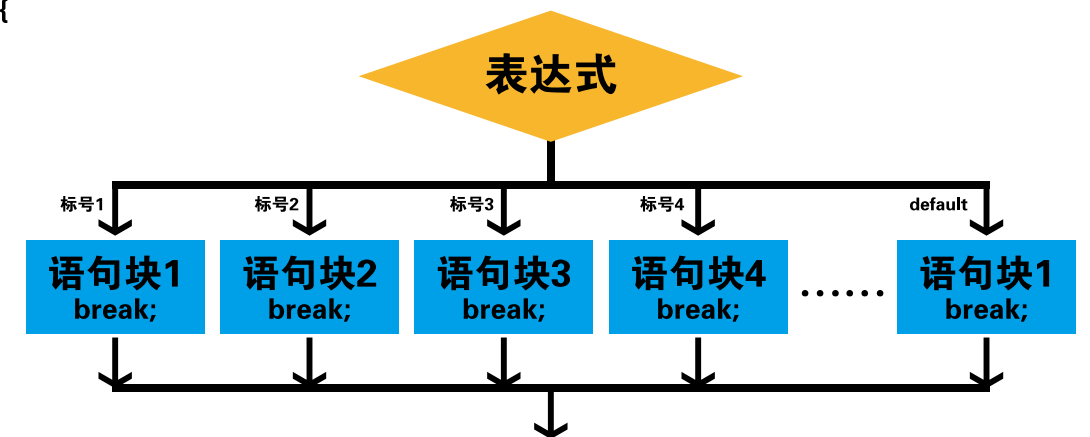 {
表达式
标号1
标号2
标号3
标号4
default
语句块1
break;
语句块2
break;
语句块3
break;
语句块4
break;
······
语句块1
break;